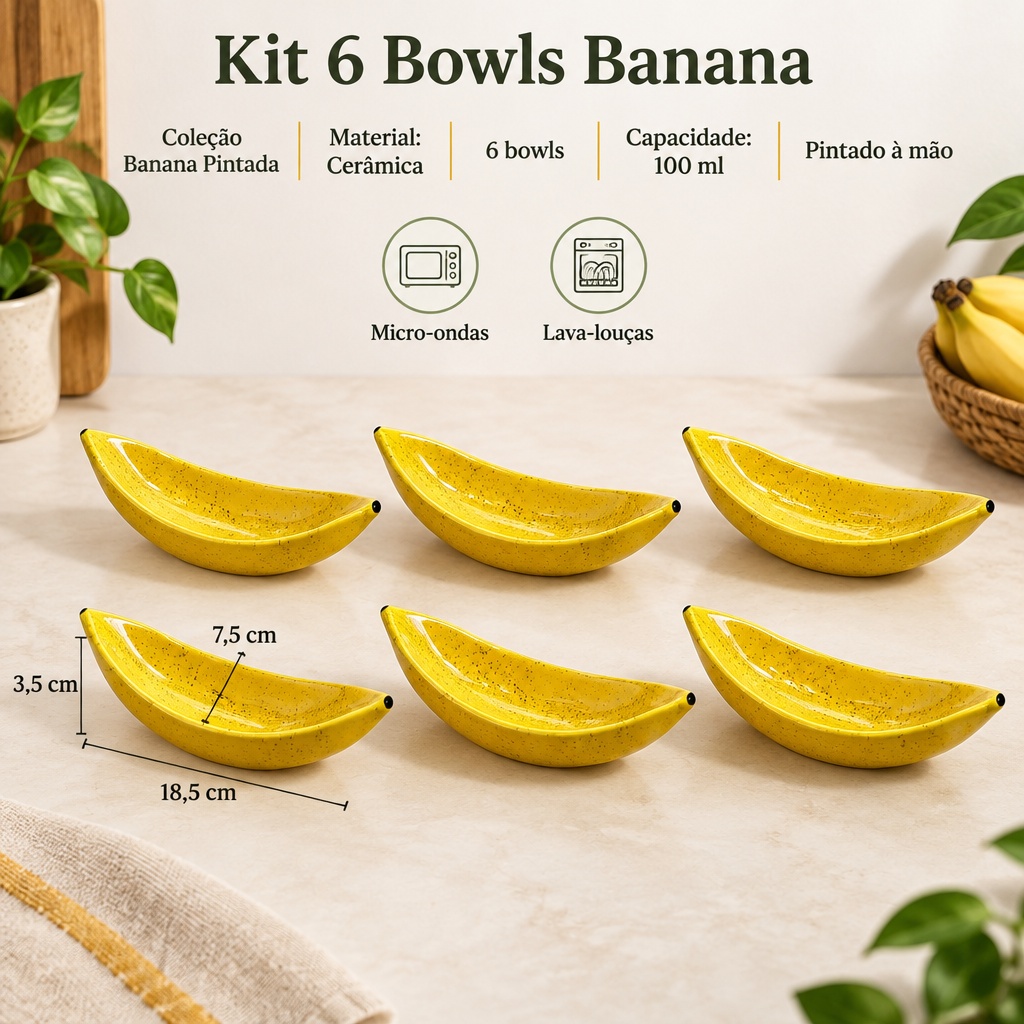 Kit 6 Bowls Banana
Coleção
Banana Pintada
Material:
Cerâmica
6 bowls
Capacidade:
100 ml
Pintado à mão
Micro-ondas
Lava-louças
7,5 cm
3,5 cm
18,5 cm